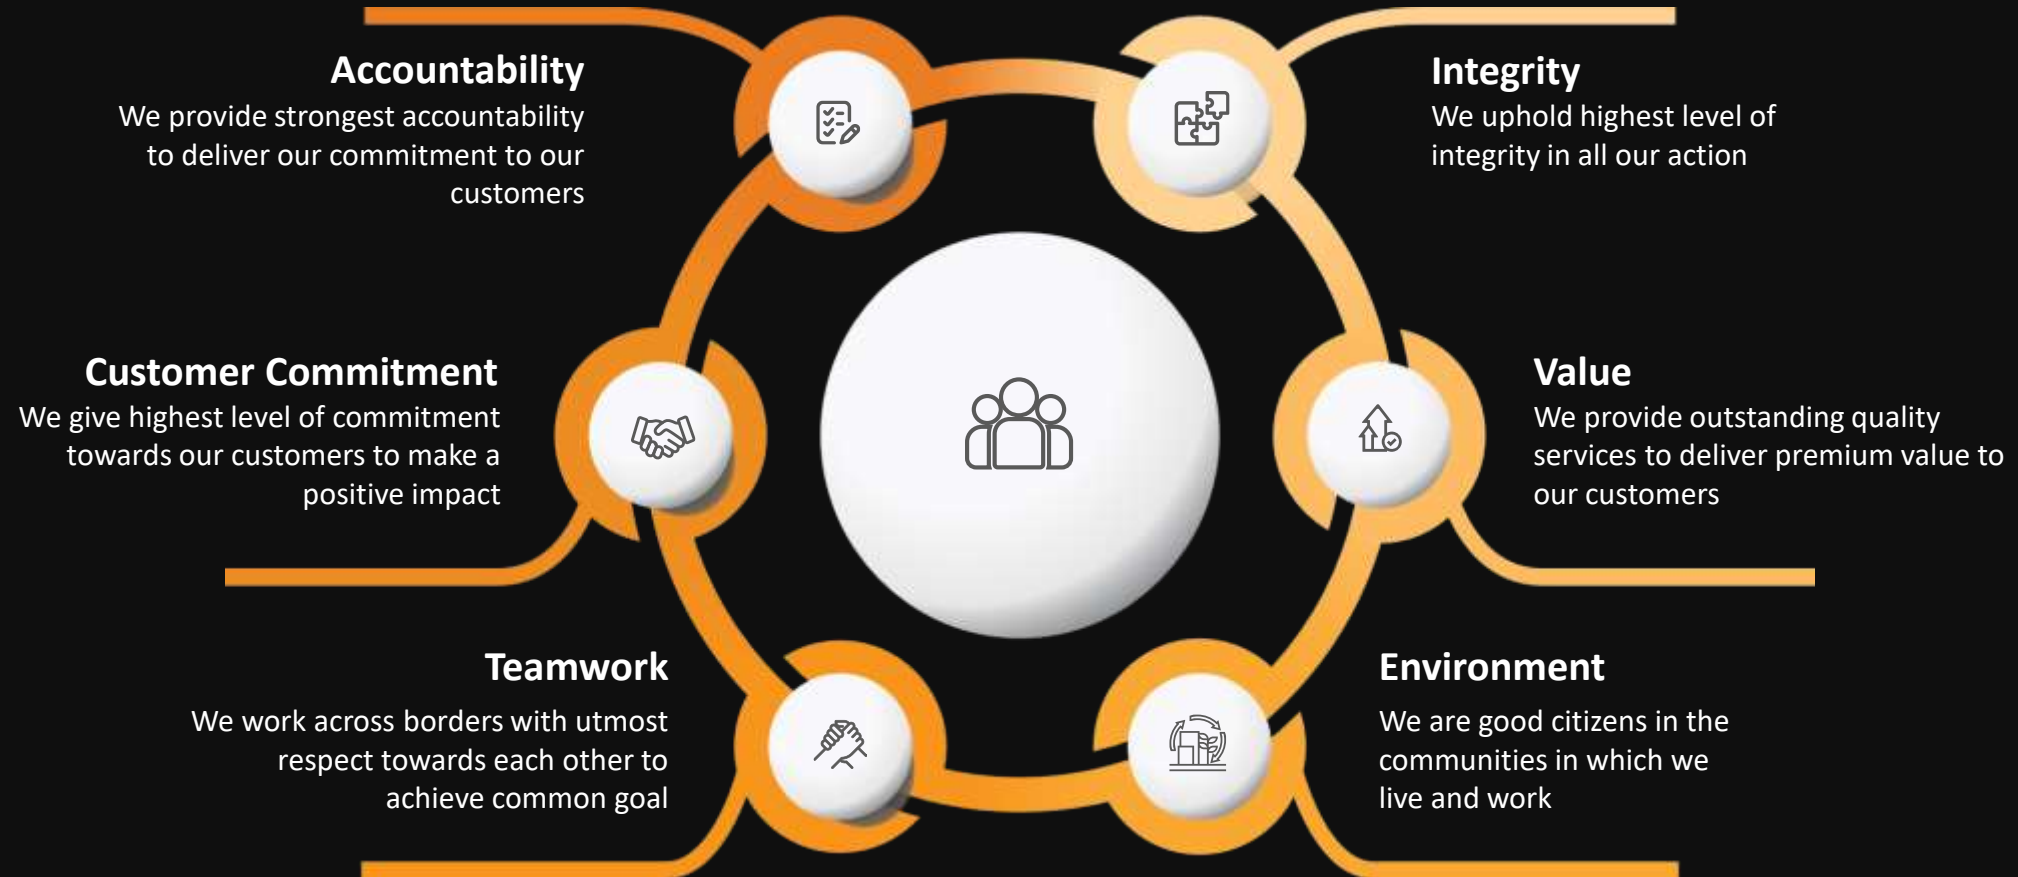 Accountability
We provide strongest accountability
to deliver our commitment to our
customers
Integrity
We uphold highest level of
integrity in all our action
Customer Commitment
We give highest level of commitment
towards our customers to make a
positive impact
Value
We provide outstanding quality
services to deliver premium value to
our customers
Teamwork
We work across borders with utmost
respect towards each other to
achieve common goal
Environment
We are good citizens in the
communities in which we
live and work